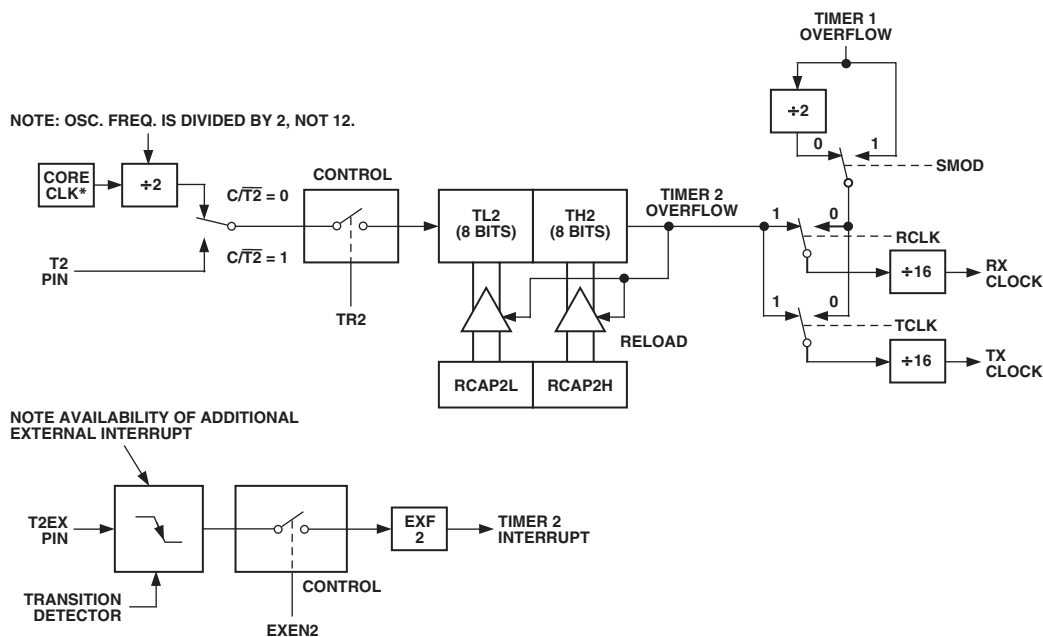 TIMER 1
OVERFLOW
÷2
0
1
SMOD
NOTE: OSC. FREQ. IS DIVIDED BY 2, NOT 12.
CORE
CLK*
÷2
C/T2̅ = 0
C/T2̅ = 1
T2
PIN
CONTROL
TR2
TL2
(8 BITS)
TH2
(8 BITS)
TIMER 2
OVERFLOW
RELOAD
RCAP2L
RCAP2H
1
0
RCLK
÷16
RX
CLOCK
1
0
TCLK
÷16
TX
CLOCK
NOTE AVAILABILITY OF ADDITIONAL
EXTERNAL INTERRUPT
T2EX
PIN
TRANSITION
DETECTOR
CONTROL
EXEN2
EXF
2
TIMER 2
INTERRUPT